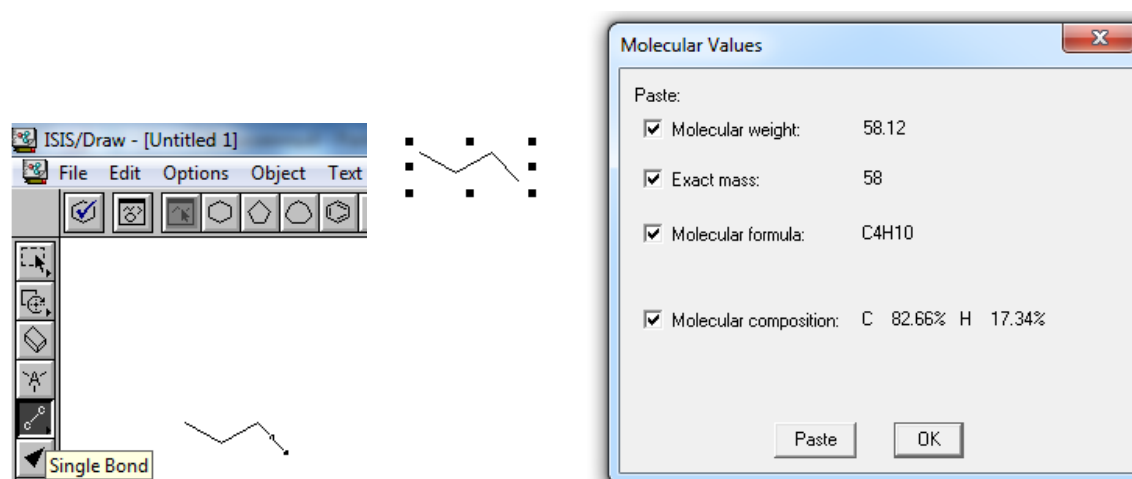 ISIS/Draw - [Untitled 1]
File Edit Options Object Text
A
Single Bond
Molecular Values
Paste:
Molecular weight: 58.12
Exact mass: 58
Molecular formula: C4H10
Molecular composition: C 82.66% H 17.34%
Paste OK